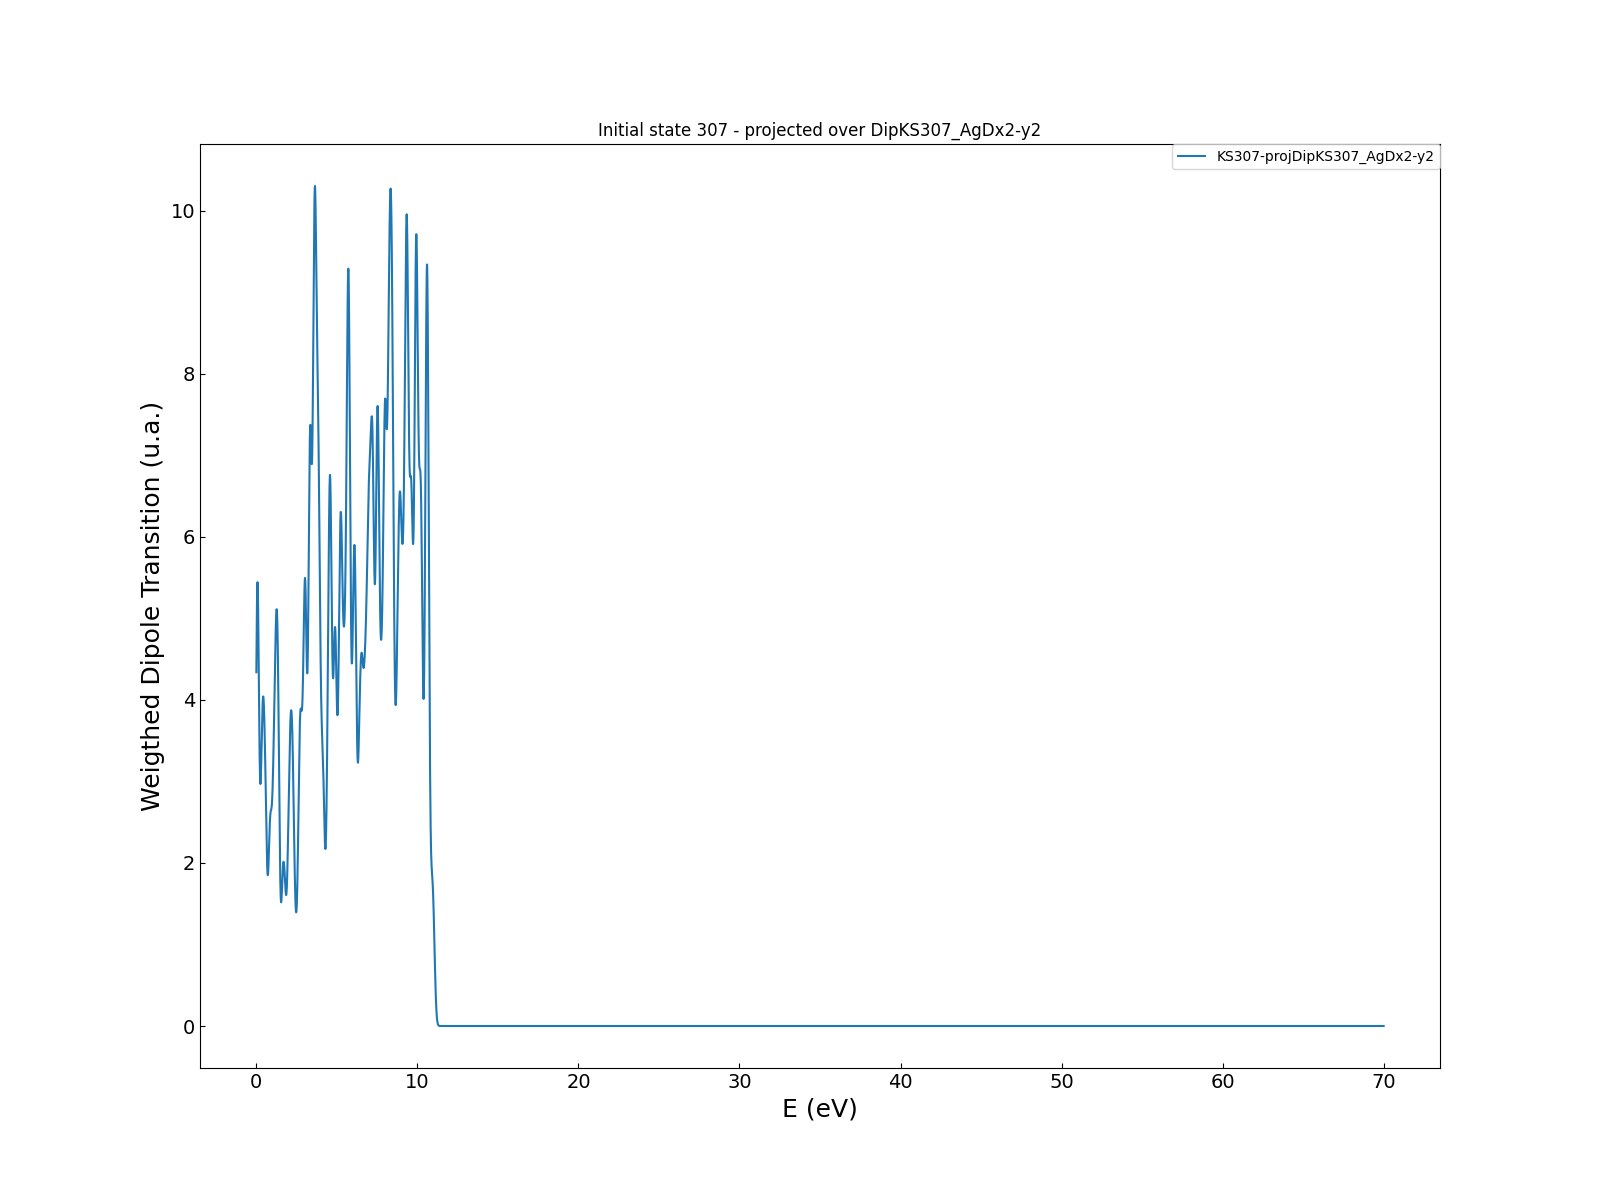 Initial state 307 - projected over DipKS307_AgDx2-y2
KS307-projDipKS307_AgDx2-y2
Weigthed Dipole Transition (u.a.)
10
8
6
4
2
0
0 10 20 30 40 50 60 70
E (eV)